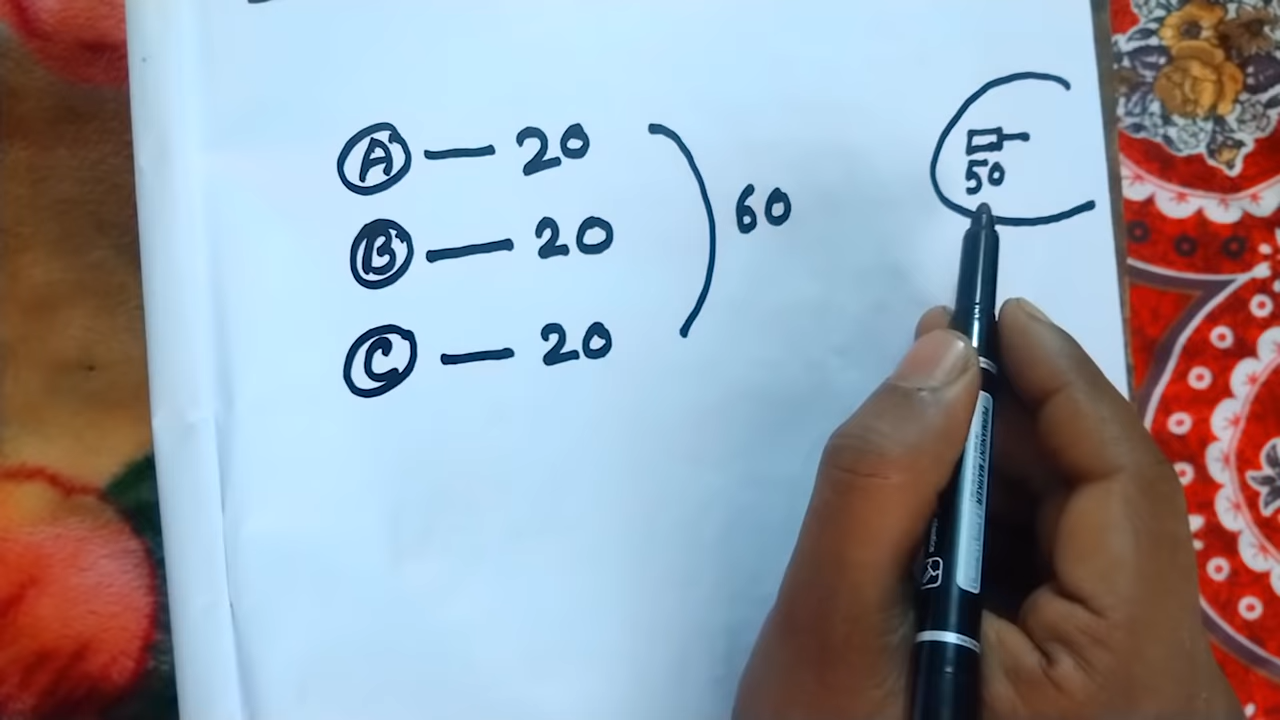 A — 20
B — 20
C — 20
60
50
PERMANENT MARKER